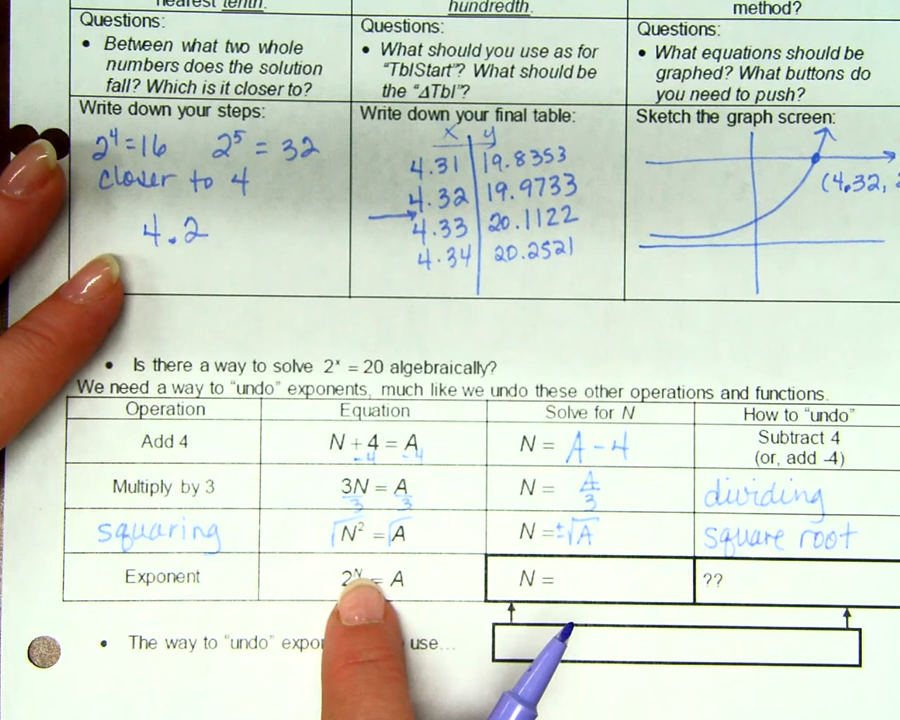 nearest tenth.
hundredth.
method?
Questions:
• Between what two whole
numbers does the solution
fall? Which is it closer to?
Questions:
• What should you use as for
"TblStart"? What should be
the "ΔTbl"?
Questions:
• What equations should be
graphed? What buttons do
you need to push?
Write down your steps:
2⁴=16 2⁵ = 32
closer to 4
4.2
Write down your final table:
x y
4.31 19.8353
4.32 19.9733
4.33 20.1122
4.34 20.2521
Sketch the graph screen:
(4.32,
• Is there a way to solve 2ˣ = 20 algebraically?
We need a way to "undo" exponents, much like we undo these other operations and functions.
Operation Equation Solve for N How to "undo"
Add 4 N + 4 = A N = A - 4 Subtract 4
-4 -4 (or, add -4)
Multiply by 3 3N = A N = A dividing
3 3 3
squaring √N² = √A N = ±√A square root
Exponent 2ᴺ = A N = ??
• The way to "undo" use...